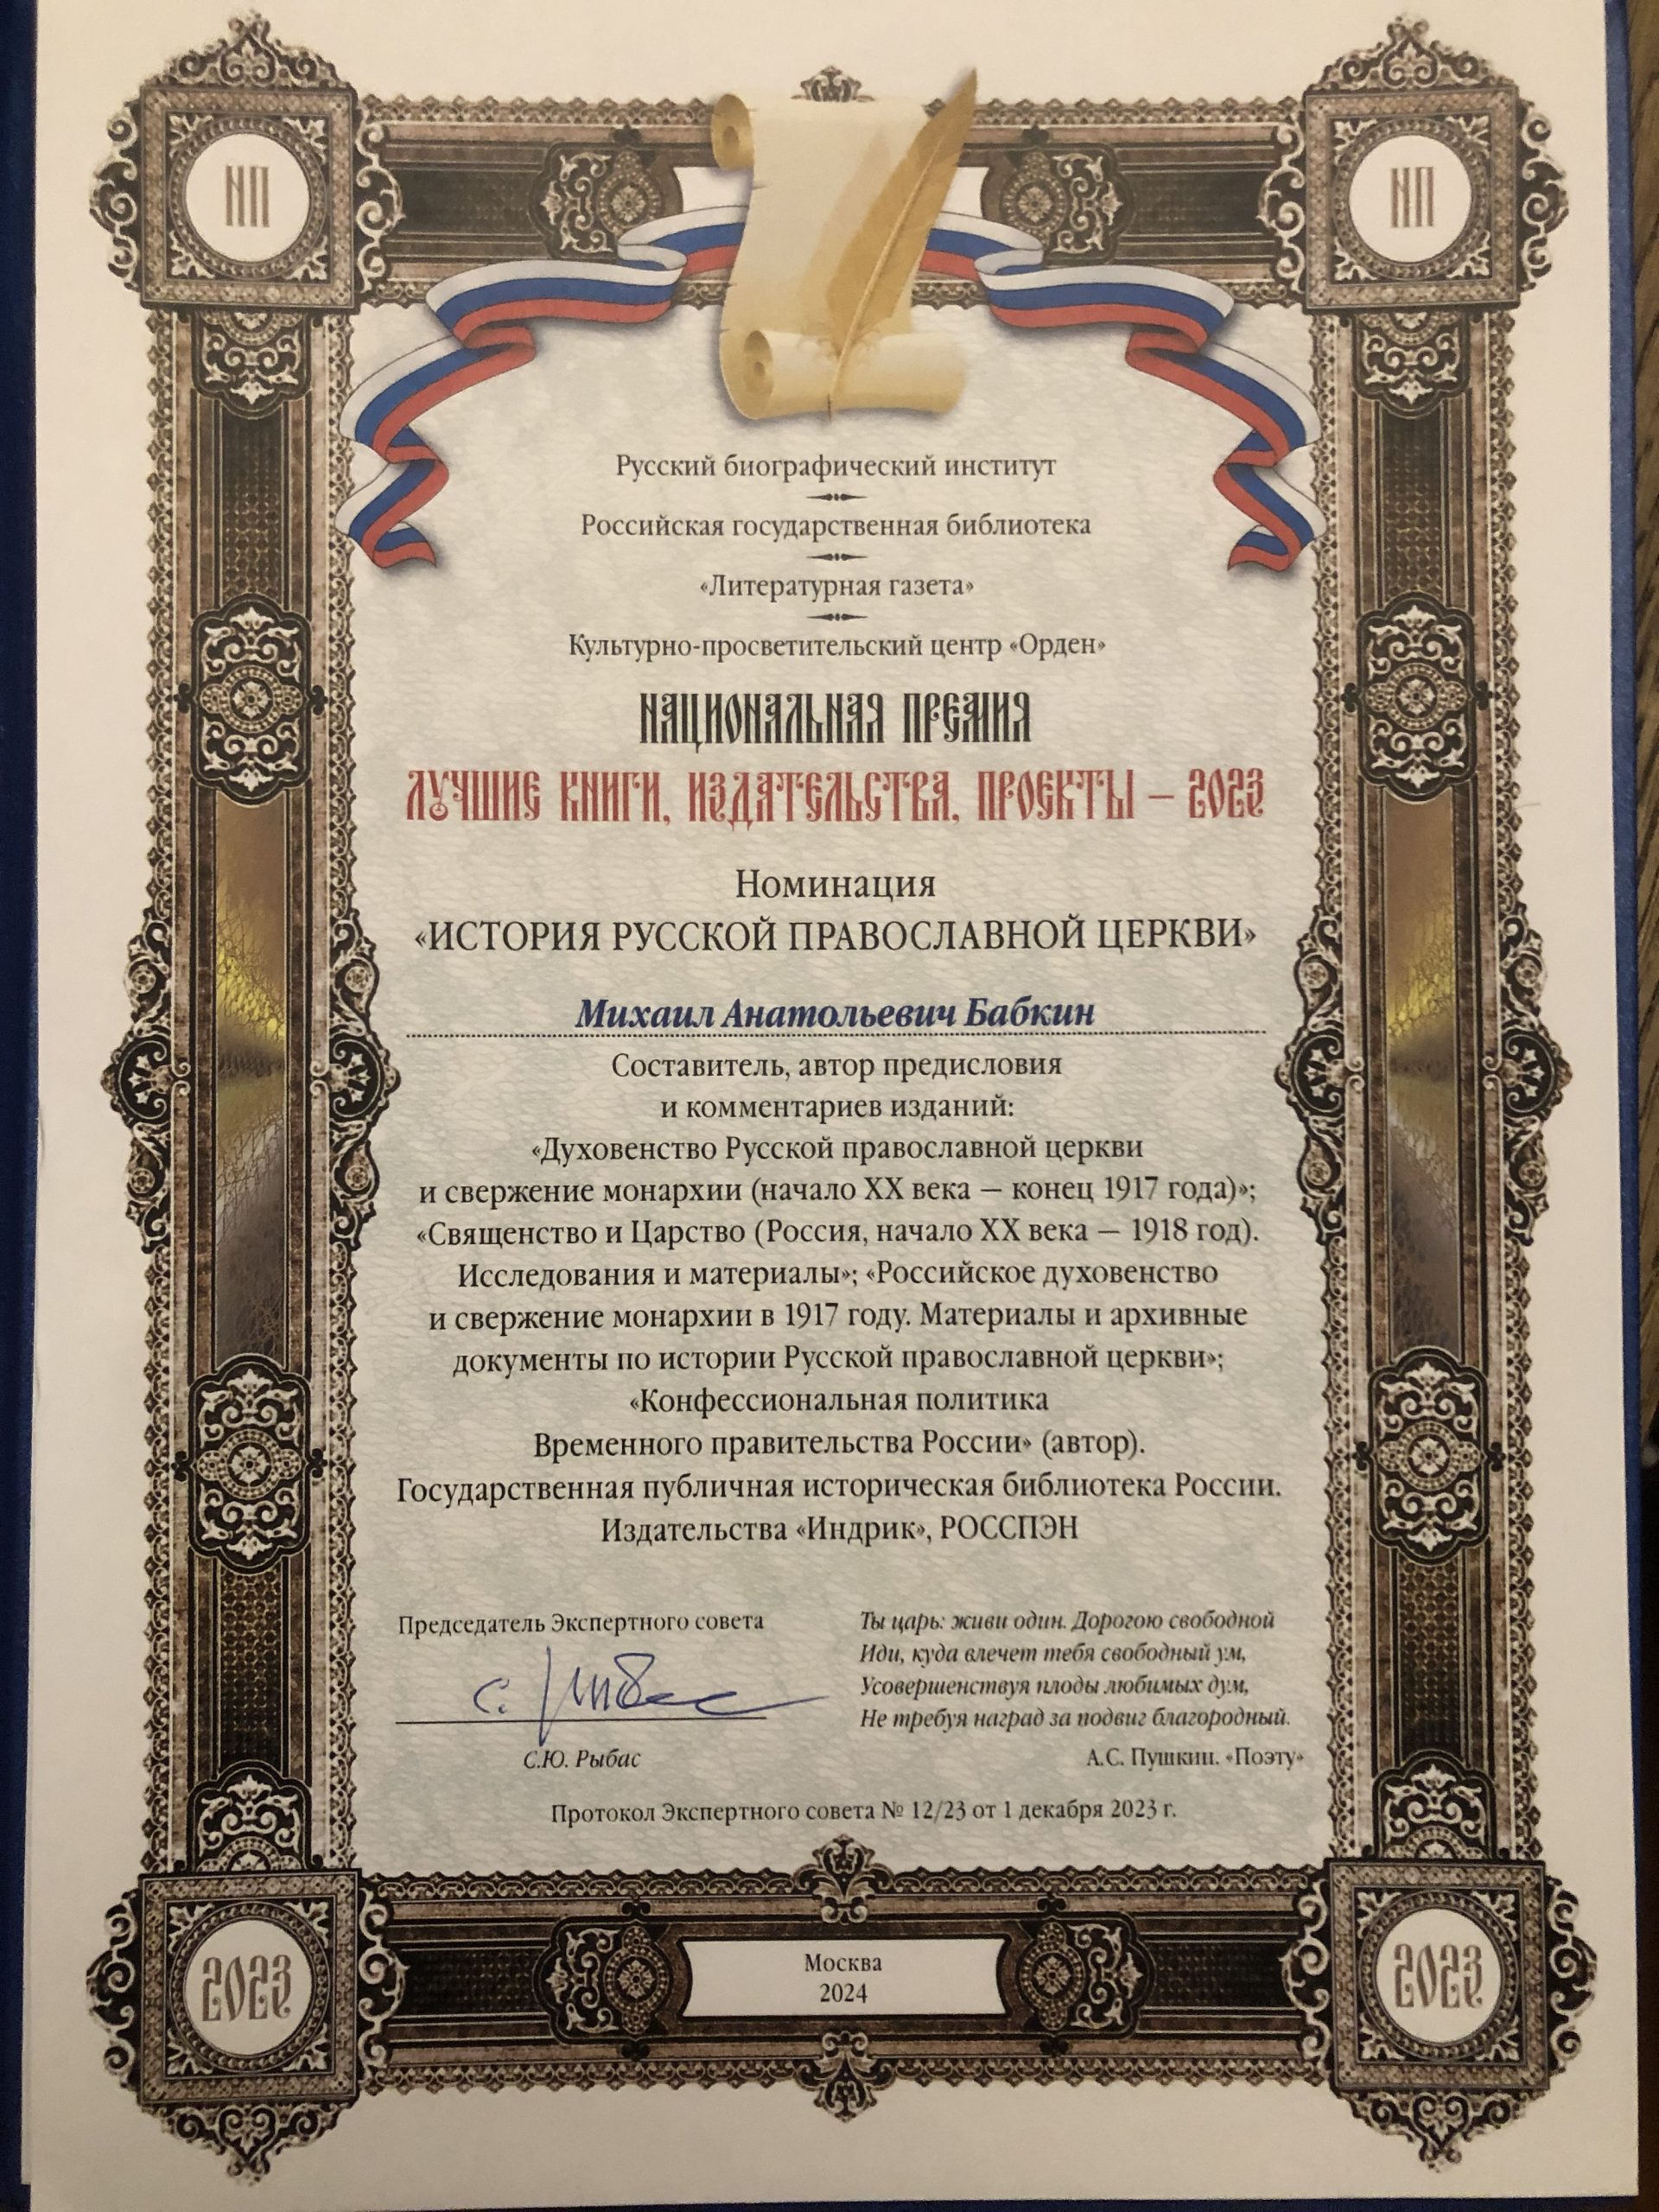 НП
НП
Русский биографический институт
Российская государственная библиотека
«Литературная газета»
Культурно-просветительский центр «Орден»
НАЦИОНАЛЬНАЯ ПРЕМИЯ
ЛУЧШИЕ КНИГИ, ИЗДАТЕЛЬСТВА, ПРОЕКТЫ – 2023
Номинация
«ИСТОРИЯ РУССКОЙ ПРАВОСЛАВНОЙ ЦЕРКВИ»
Михаил Анатольевич Бабкин
Составитель, автор предисловия
и комментариев изданий:
«Духовенство Русской православной церкви
и свержение монархии (начало XX века – конец 1917 года)»;
«Священство и Царство (Россия, начало XX века – 1918 год).
Исследования и материалы»; «Российское духовенство
и свержение монархии в 1917 году. Материалы и архивные
документы по истории Русской православной церкви»;
«Конфессиональная политика
Временного правительства России» (автор).
Государственная публичная историческая библиотека России.
Издательства «Индрик», РОССПЭН
Председатель Экспертного совета
С. Рыбас
С.Ю. Рыбас
Ты царь: живи один. Дорогою свободной
Иди, куда влечет тебя свободный ум,
Усовершенствуя плоды любимых дум,
Не требуя наград за подвиг благородный.
А.С. Пушкин. «Поэту»
Протокол Экспертного совета № 12/23 от 1 декабря 2023 г.
2023
Москва
2024
2023